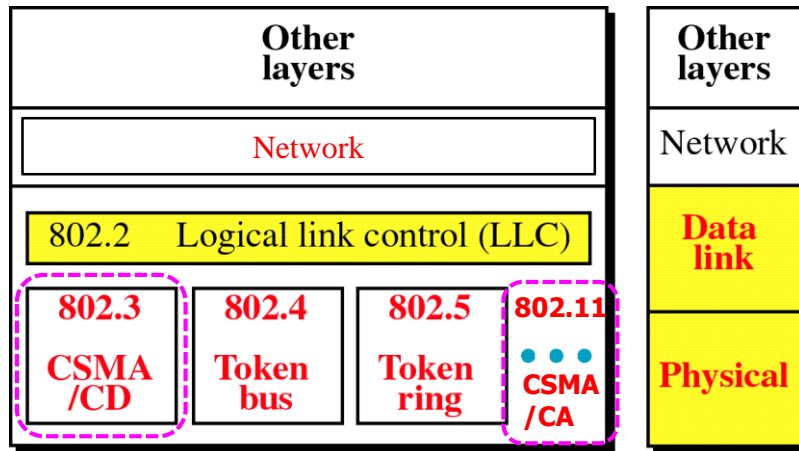 Other
layers
Network
802.2 Logical link control (LLC)
802.3
CSMA
/CD
802.4
Token
bus
802.5
Token
ring
802.11
CSMA
/CA
Other
layers
Network
Data
link
Physical